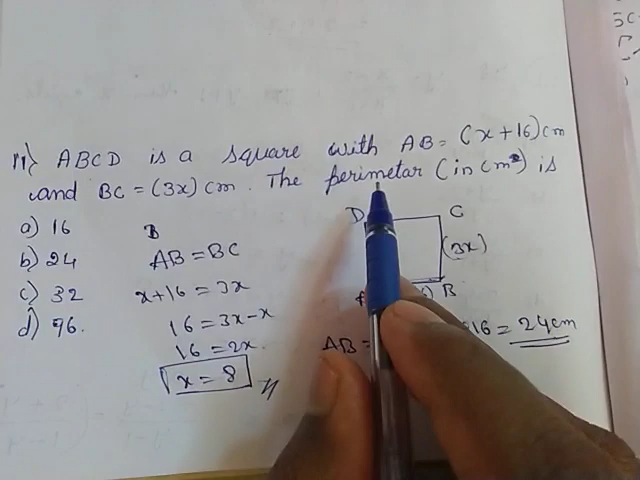 11) ABCD is a square with AB = (x+16)cm
and BC = (3x) cm. The perimetar (in cm) is
a) 16
b) 24
c) 32
d) 96.
B
AB = BC
x+16 = 3x
16 = 3x-x
16 = 2x.
x = 8
D C
(3x)
B
AB =
16 = 24cm